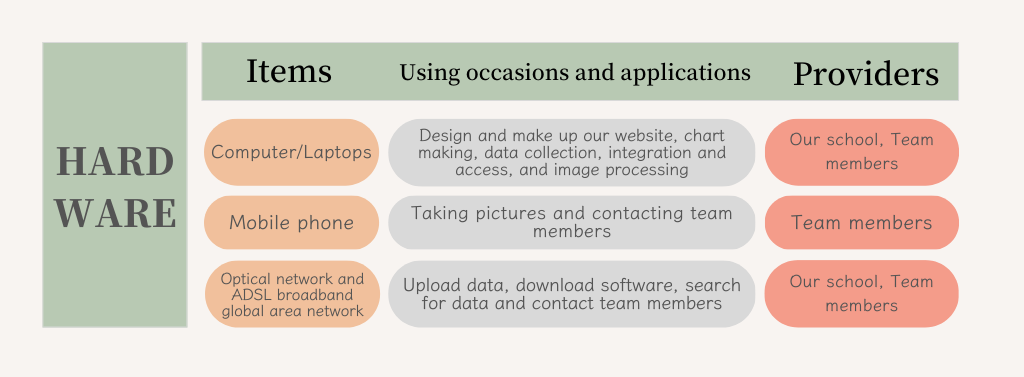 HARD
WARE
Items
Using occasions and applications
Providers
Computer/Laptops
Design and make up our website, chart
making, data collection, integration and
access, and image processing
Our school, Team
members
Mobile phone
Taking pictures and contacting team
members
Team members
Optical network and
ADSL broadband
global area network
Upload data, download software, search
for data and contact team members
Our school, Team
members